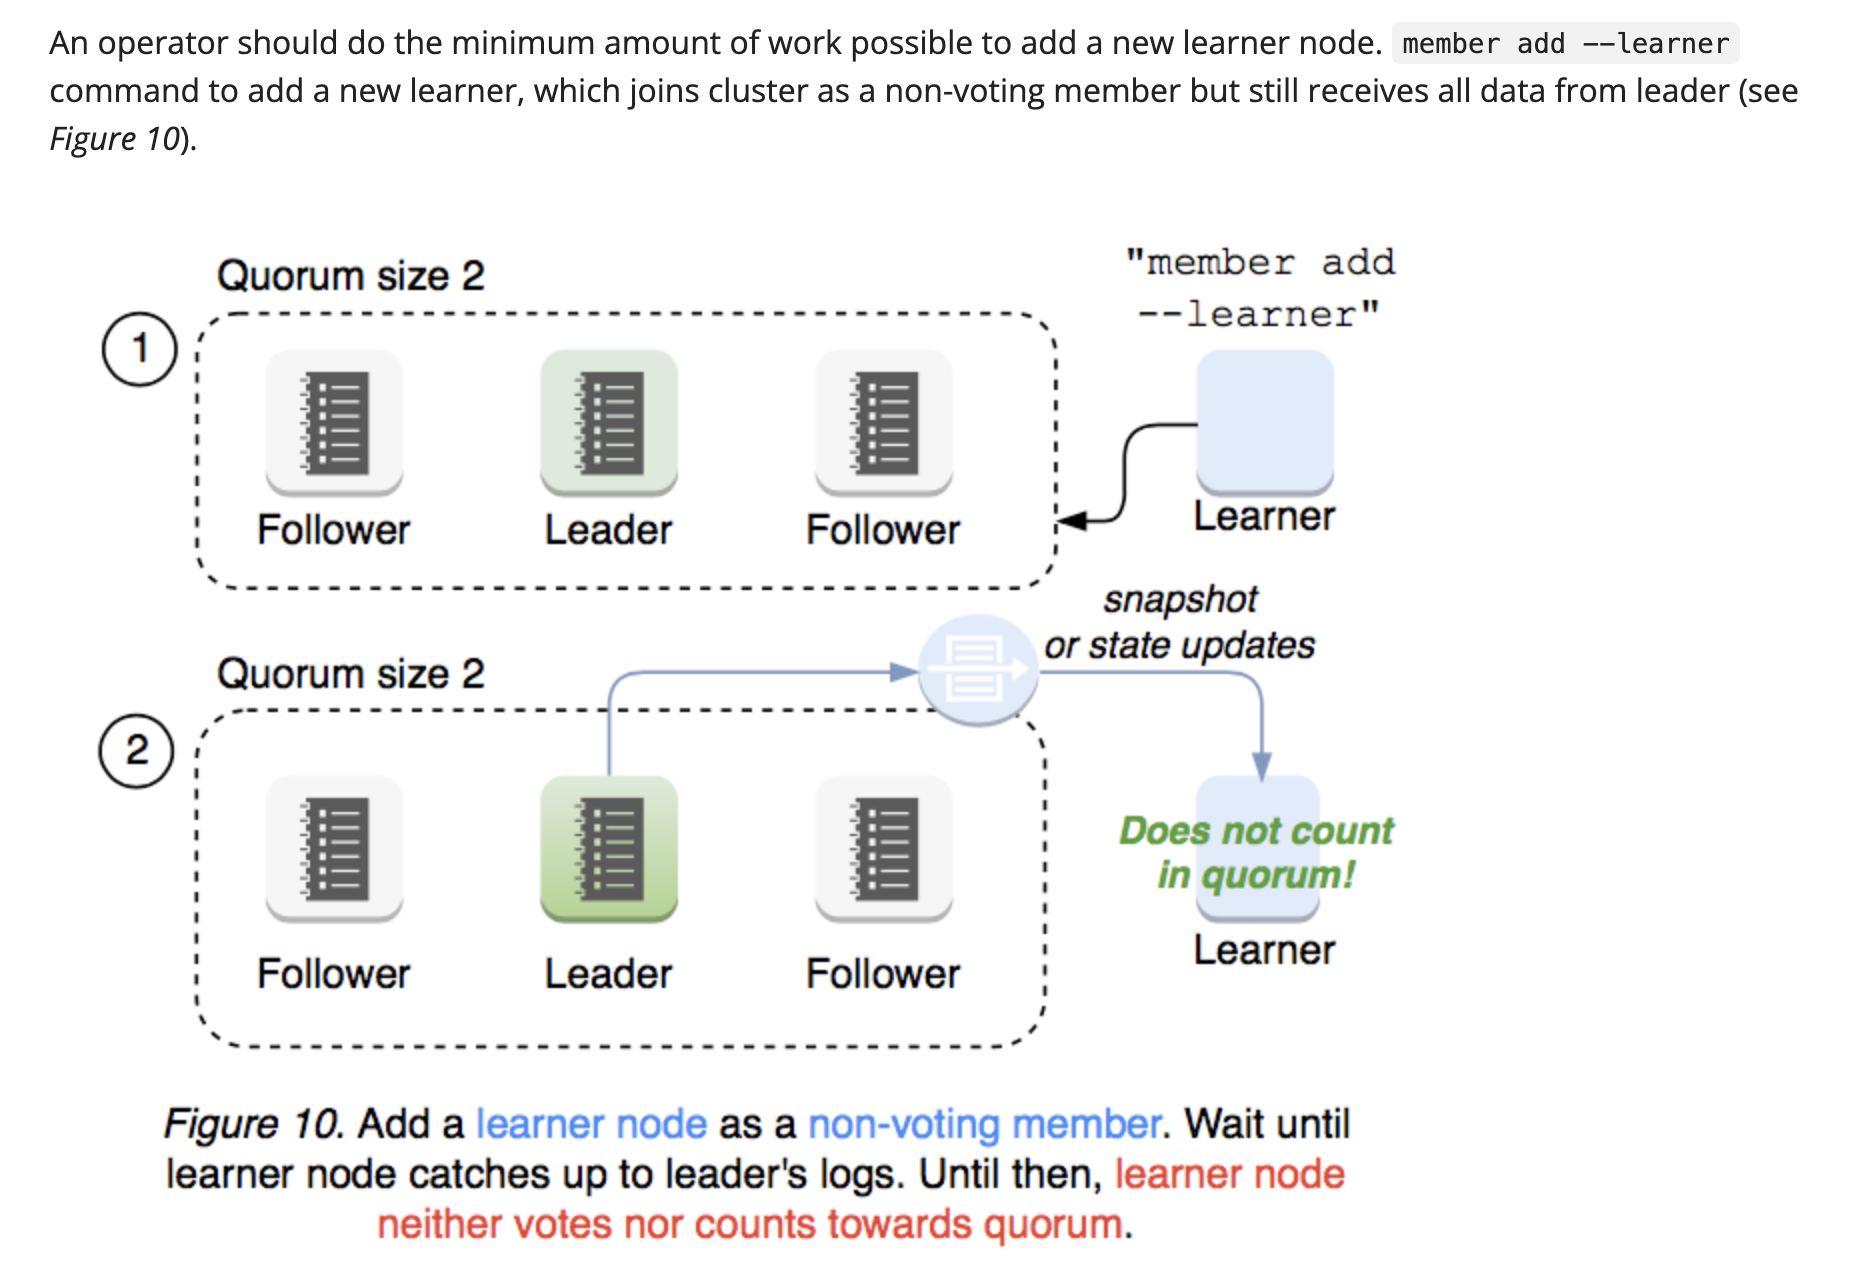 An operator should do the minimum amount of work possible to add a new learner node. member add --learner
command to add a new learner, which joins cluster as a non-voting member but still receives all data from leader (see
Figure 10).
"member add
--learner"
Quorum size 2
1
Follower
Leader
Follower
Learner
snapshot
or state updates
Quorum size 2
2
Does not count
in quorum!
Follower
Leader
Follower
Learner
Figure 10. Add a learner node as a non-voting member. Wait until
learner node catches up to leader's logs. Until then, learner node
neither votes nor counts towards quorum.